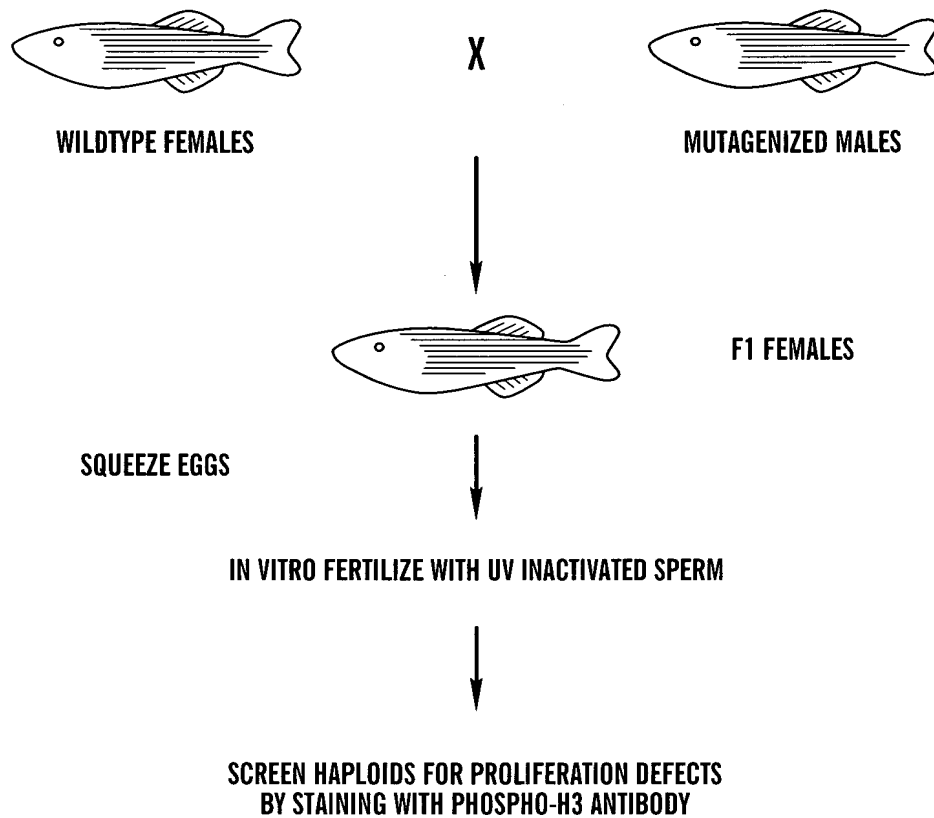 X
WILDTYPE FEMALES
MUTAGENIZED MALES
F1 FEMALES
SQUEEZE EGGS
IN VITRO FERTILIZE WITH UV INACTIVATED SPERM
SCREEN HAPLOIDS FOR PROLIFERATION DEFECTS
BY STAINING WITH PHOSPHO-H3 ANTIBODY